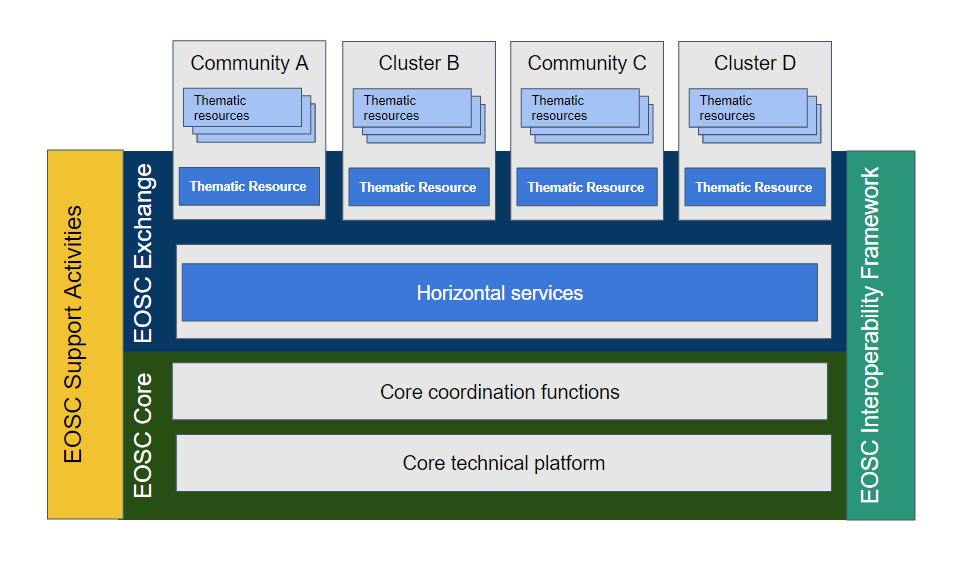 Community A
Cluster B
Community C
Cluster D
Thematic
resources
Thematic
resources
Thematic
resources
Thematic
resources
Thematic Resource
Thematic Resource
Thematic Resource
Thematic Resource
EOSC Support Activities
EOSC Exchange
Horizontal services
EOSC Interoperability Framework
EOSC Core
Core coordination functions
Core technical platform